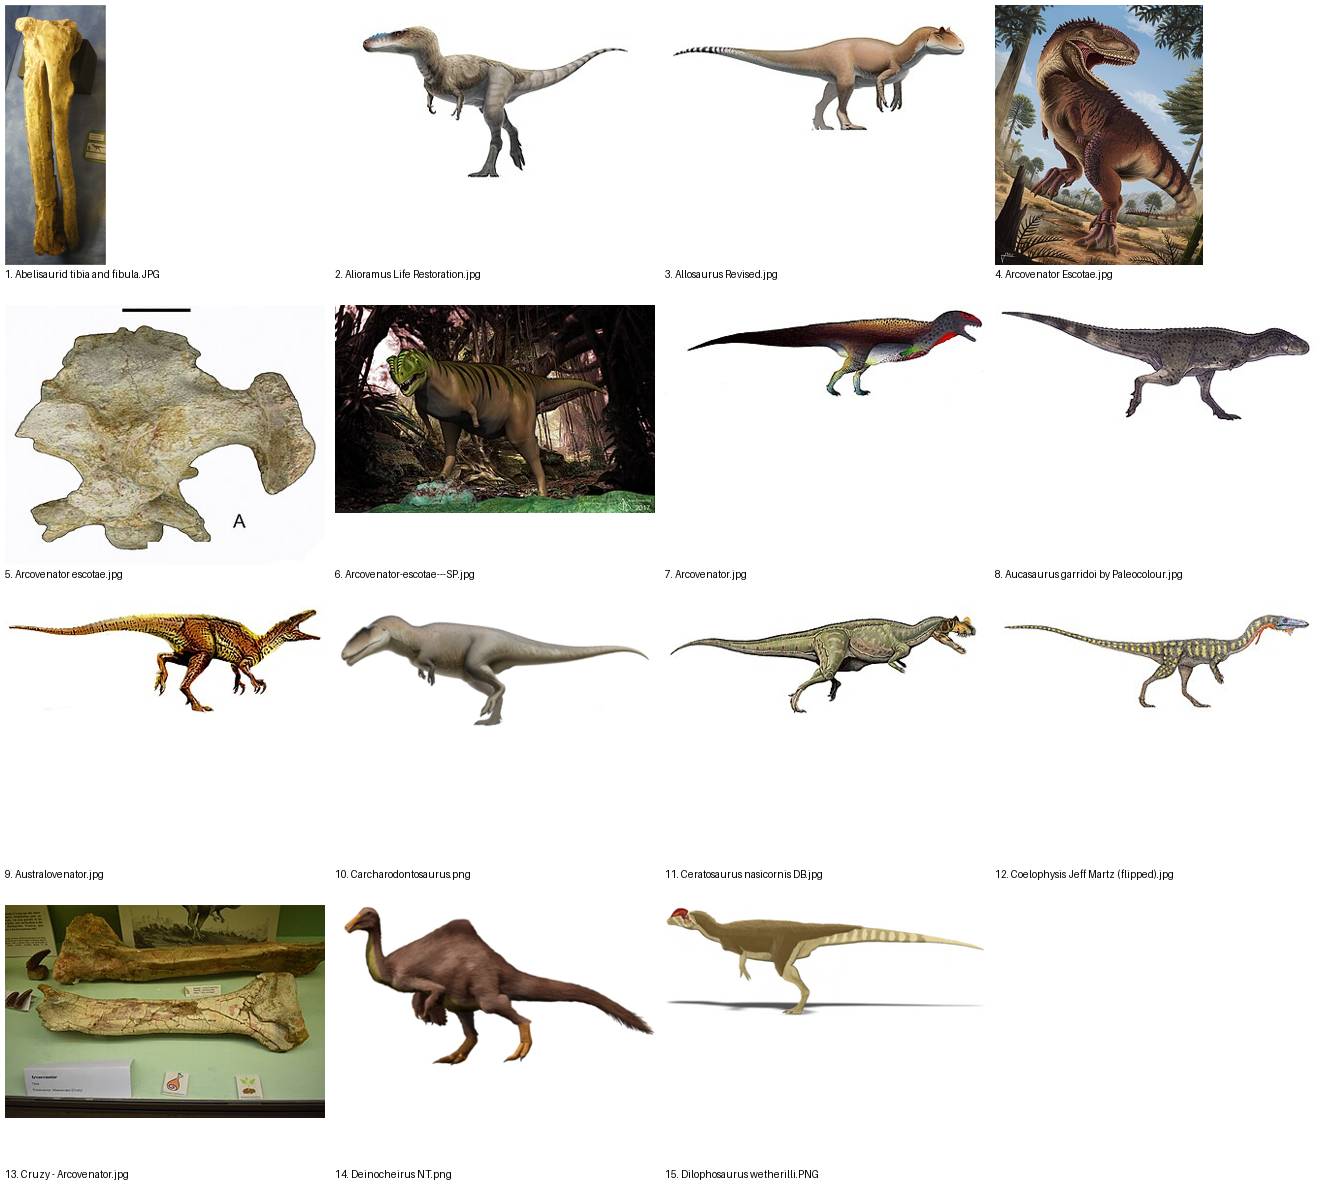 1. Abelisaurid tibia and fibula.JPG
2. Alioramus Life Restoration.jpg
3. Allosaurus Revised.jpg
4. Arcovenator Escotae.jpg
A
2017
5. Arcovenator escotae.jpg
6. Arcovenator-escotae---SP.jpg
7. Arcovenator.jpg
8. Aucasaurus garridoi by Paleocolour.jpg
9. Australovenator.jpg
10. Carcharodontosaurus.png
11. Ceratosaurus nasicornis DB.jpg
12. Coelophysis Jeff Martz (flipped).jpg
13. Cruzy - Arcovenator.jpg
14. Deinocheirus NT.png
15. Dilophosaurus wetherilli.PNG